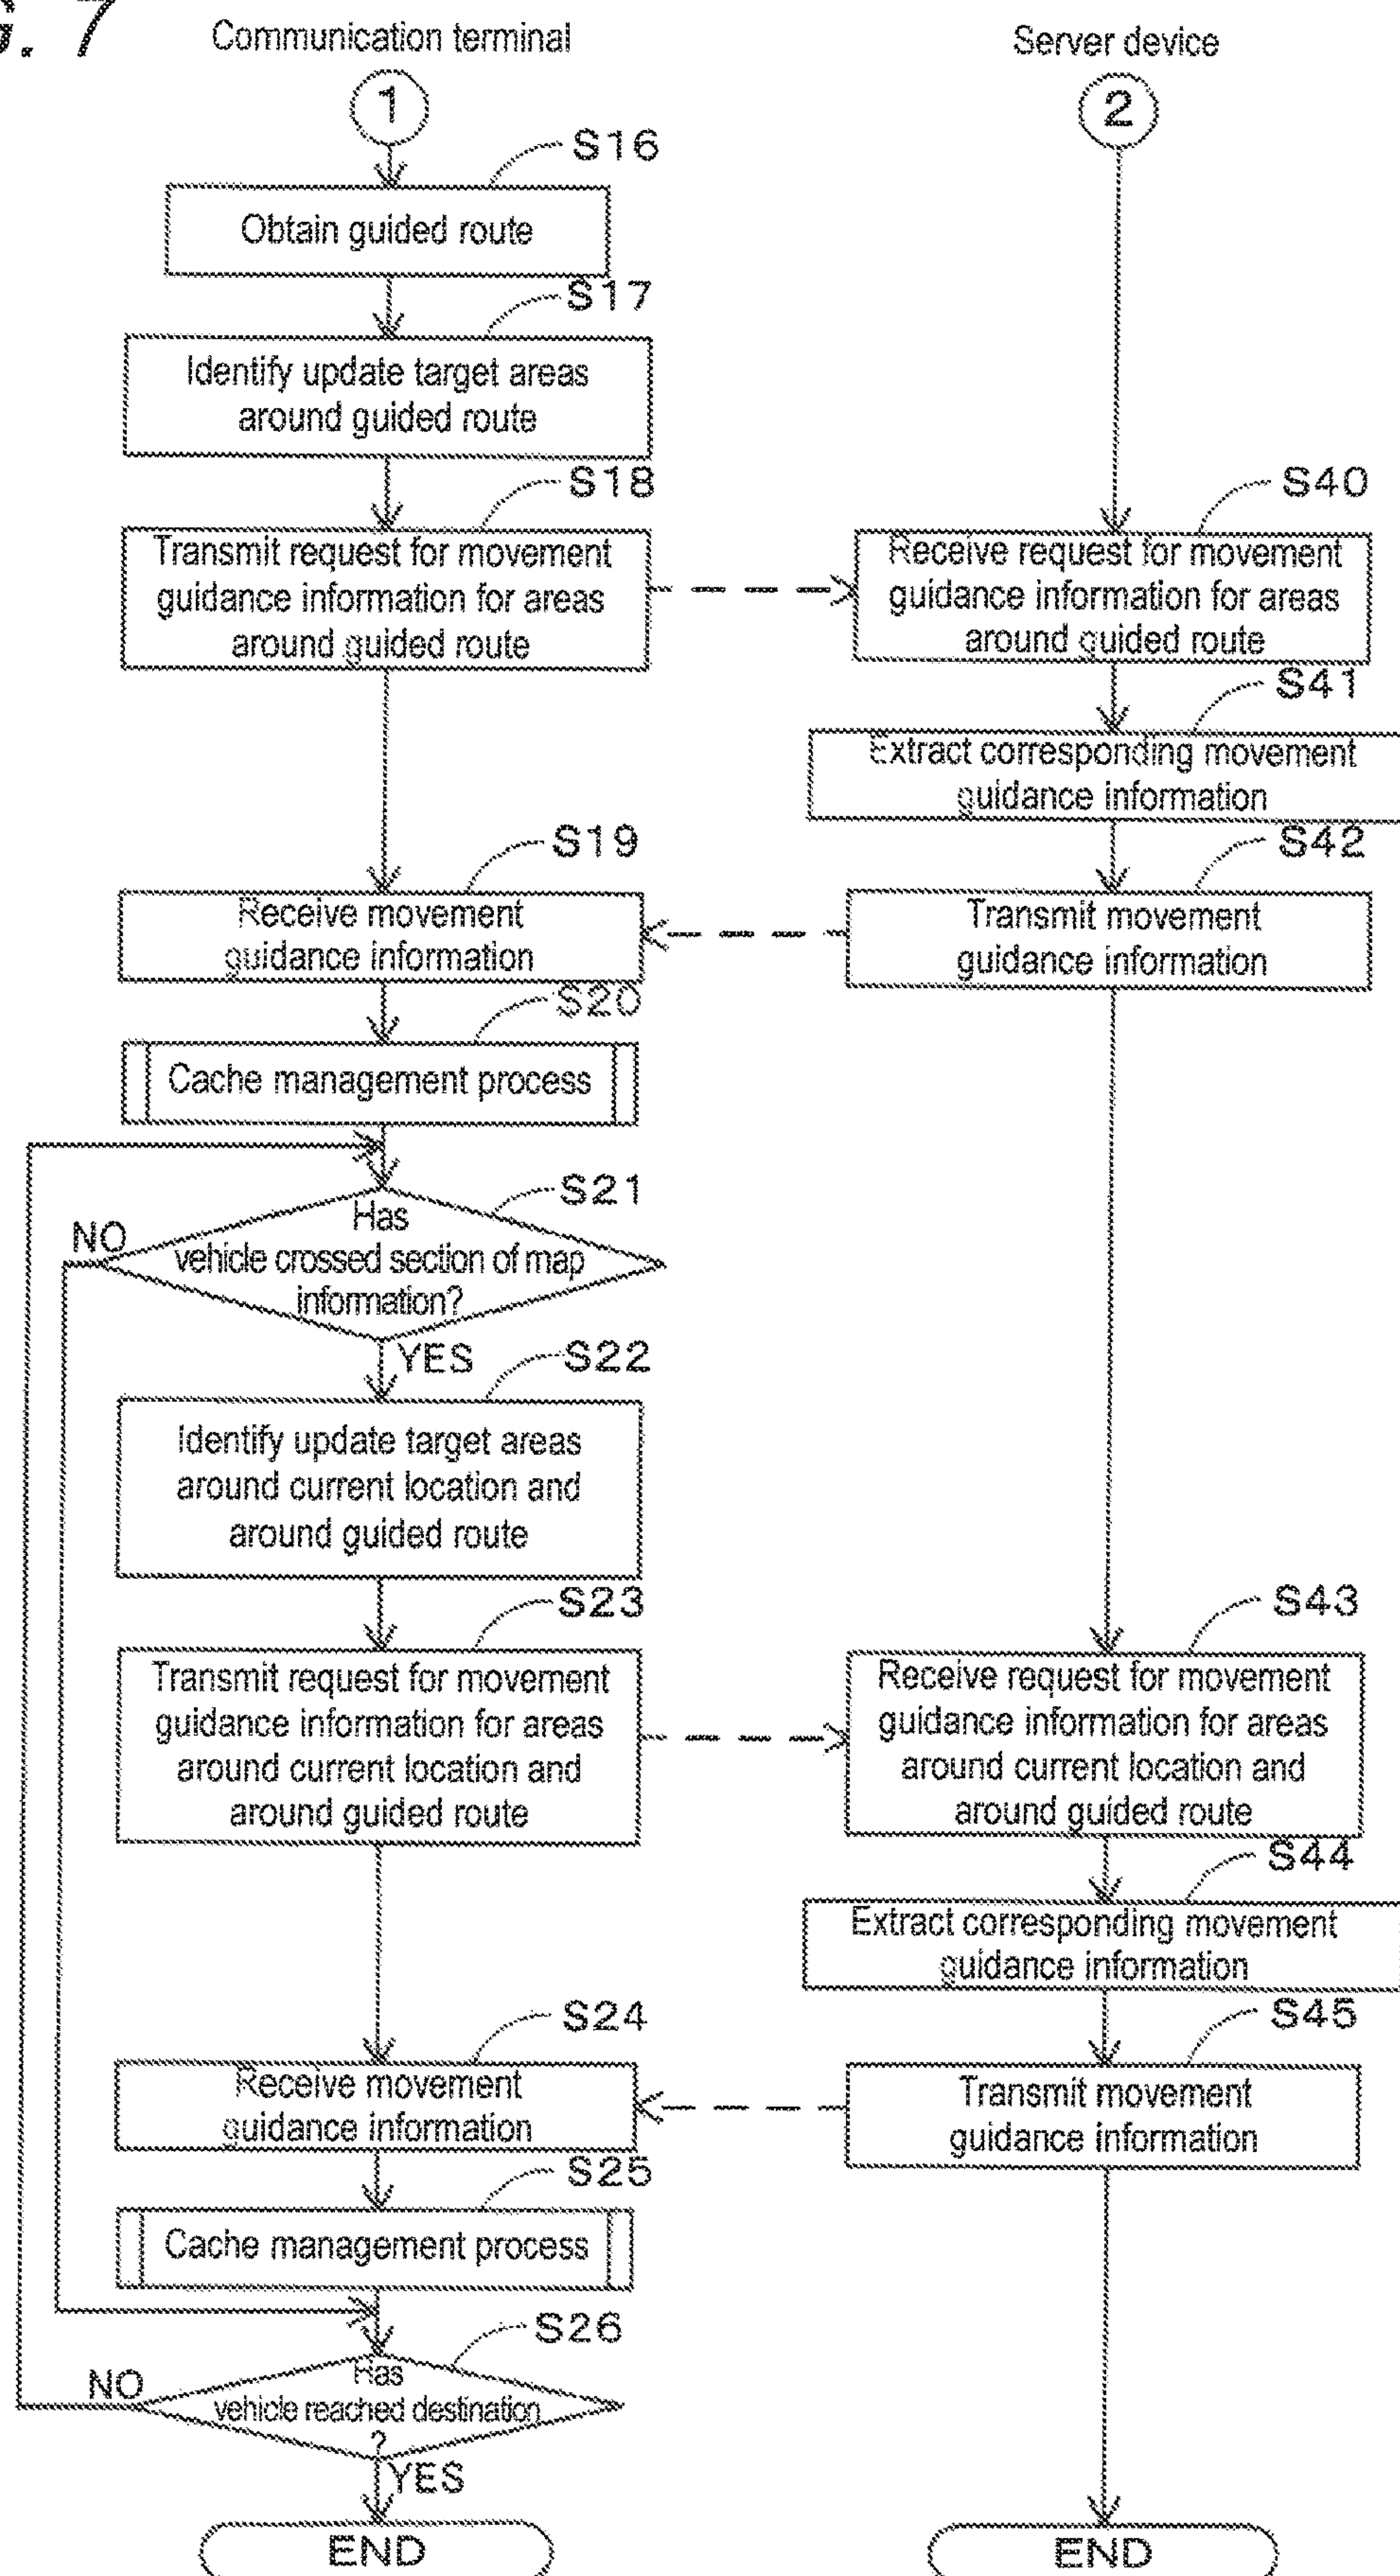 G. 7
Communication terminal
Server device
1
2
S16
Obtain guided route
S17
Identify update target areas
around guided route
S18
Transmit request for movement
guidance information for areas
around guided route
S40
Receive request for movement
guidance information for areas
around guided route
S41
Extract corresponding movement
guidance information
S19
Receive movement
guidance information
S42
Transmit movement
guidance information
S20
Cache management process
S21
Has
vehicle crossed section of map
information?
NO
YES
S22
Identify update target areas
around current location and
around guided route
S23
Transmit request for movement
guidance information for areas
around current location and
around guided route
S43
Receive request for movement
guidance information for areas
around current location and
around guided route
S44
Extract corresponding movement
guidance information
S24
Receive movement
guidance information
S45
Transmit movement
guidance information
S25
Cache management process
S26
Has
vehicle reached destination
?
NO
YES
END
END